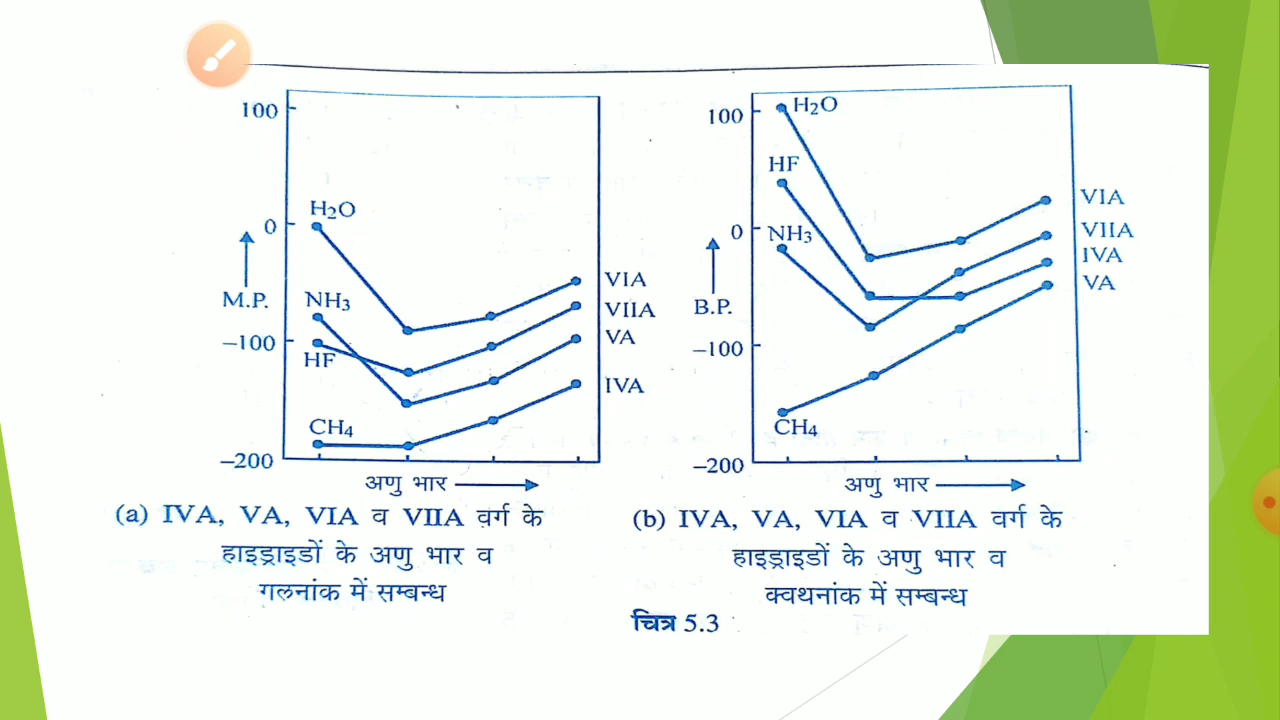 100
0
−100
−200
M.P.
H₂O
NH₃
HF
CH₄
VIA
VIIA
VA
IVA
अणु भार
(a) IVA, VA, VIA व VIIA वर्ग के
हाइड्राइडों के अणु भार व
गलनांक में सम्बन्ध
100
0
−100
−200
B.P.
H₂O
HF
NH₃
CH₄
VIA
VIIA
IVA
VA
अणु भार
(b) IVA, VA, VIA व VIIA वर्ग के
हाइड्राइडों के अणु भार व
क्वथनांक में सम्बन्ध
चित्र 5.3